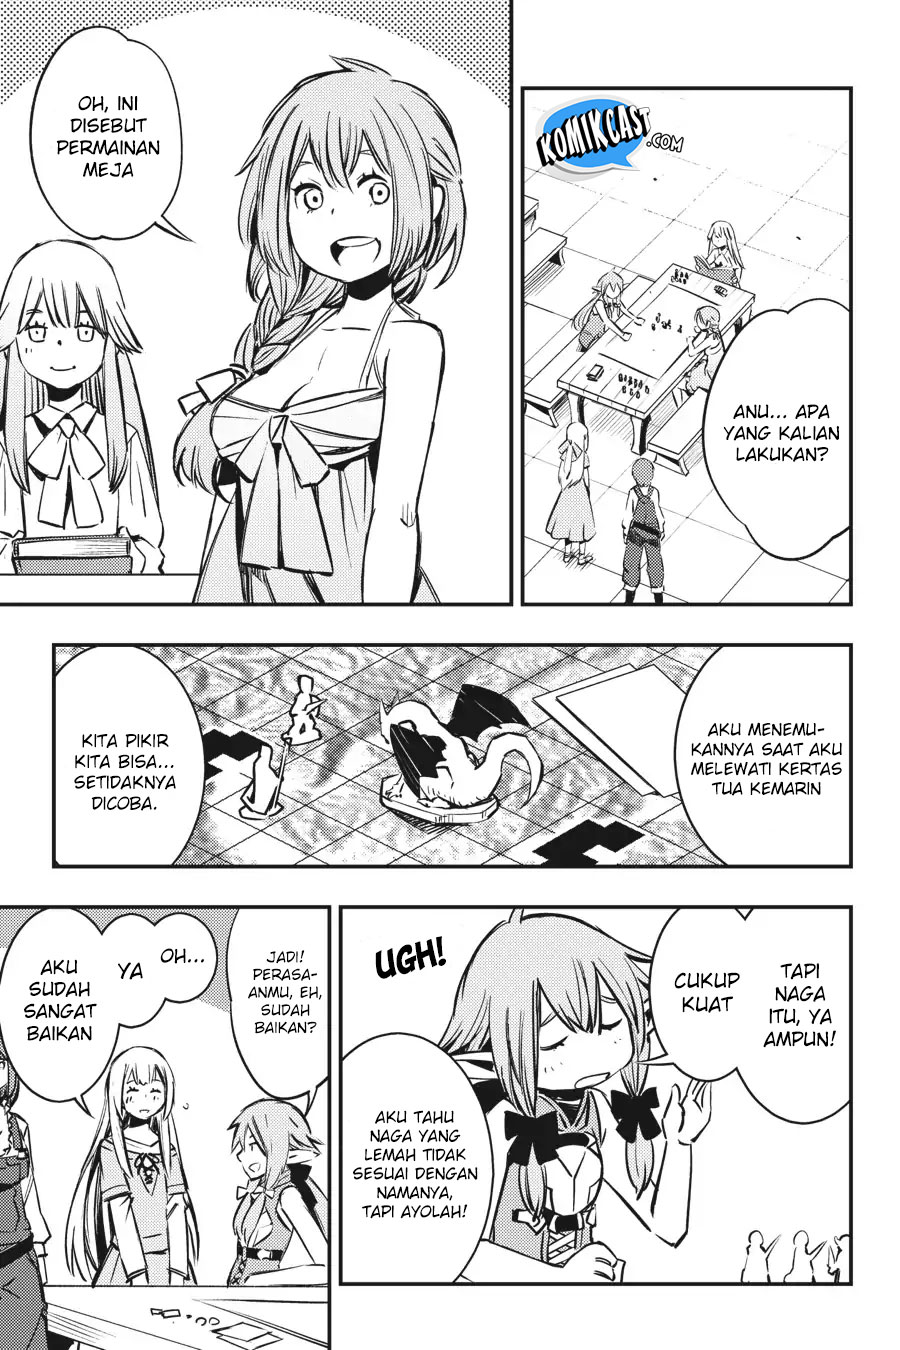 KOMIKCAST.COM
ANU... APA
YANG KALIAN
LAKUKAN?
OH, INI
DISEBUT
PERMAINAN
MEJA
AKU MENEMU-
KANNYA SAAT AKU
MELEWATI KERTAS
TUA KEMARIN
KITA PIKIR
KITA BISA...
SETIDAKNYA
DICOBA.
TAPI
NAGA
ITU, YA
AMPUN!
CUKUP
KUAT
UGH!
AKU TAHU
NAGA YANG
LEMAH TIDAK
SESUAI DENGAN
NAMANYA,
TAPI AYOLAH!
JADI!
PERASA-
ANMU, EH,
SUDAH
BAIKAN?
OH...
YA
AKU
SUDAH
SANGAT
BAIKAN